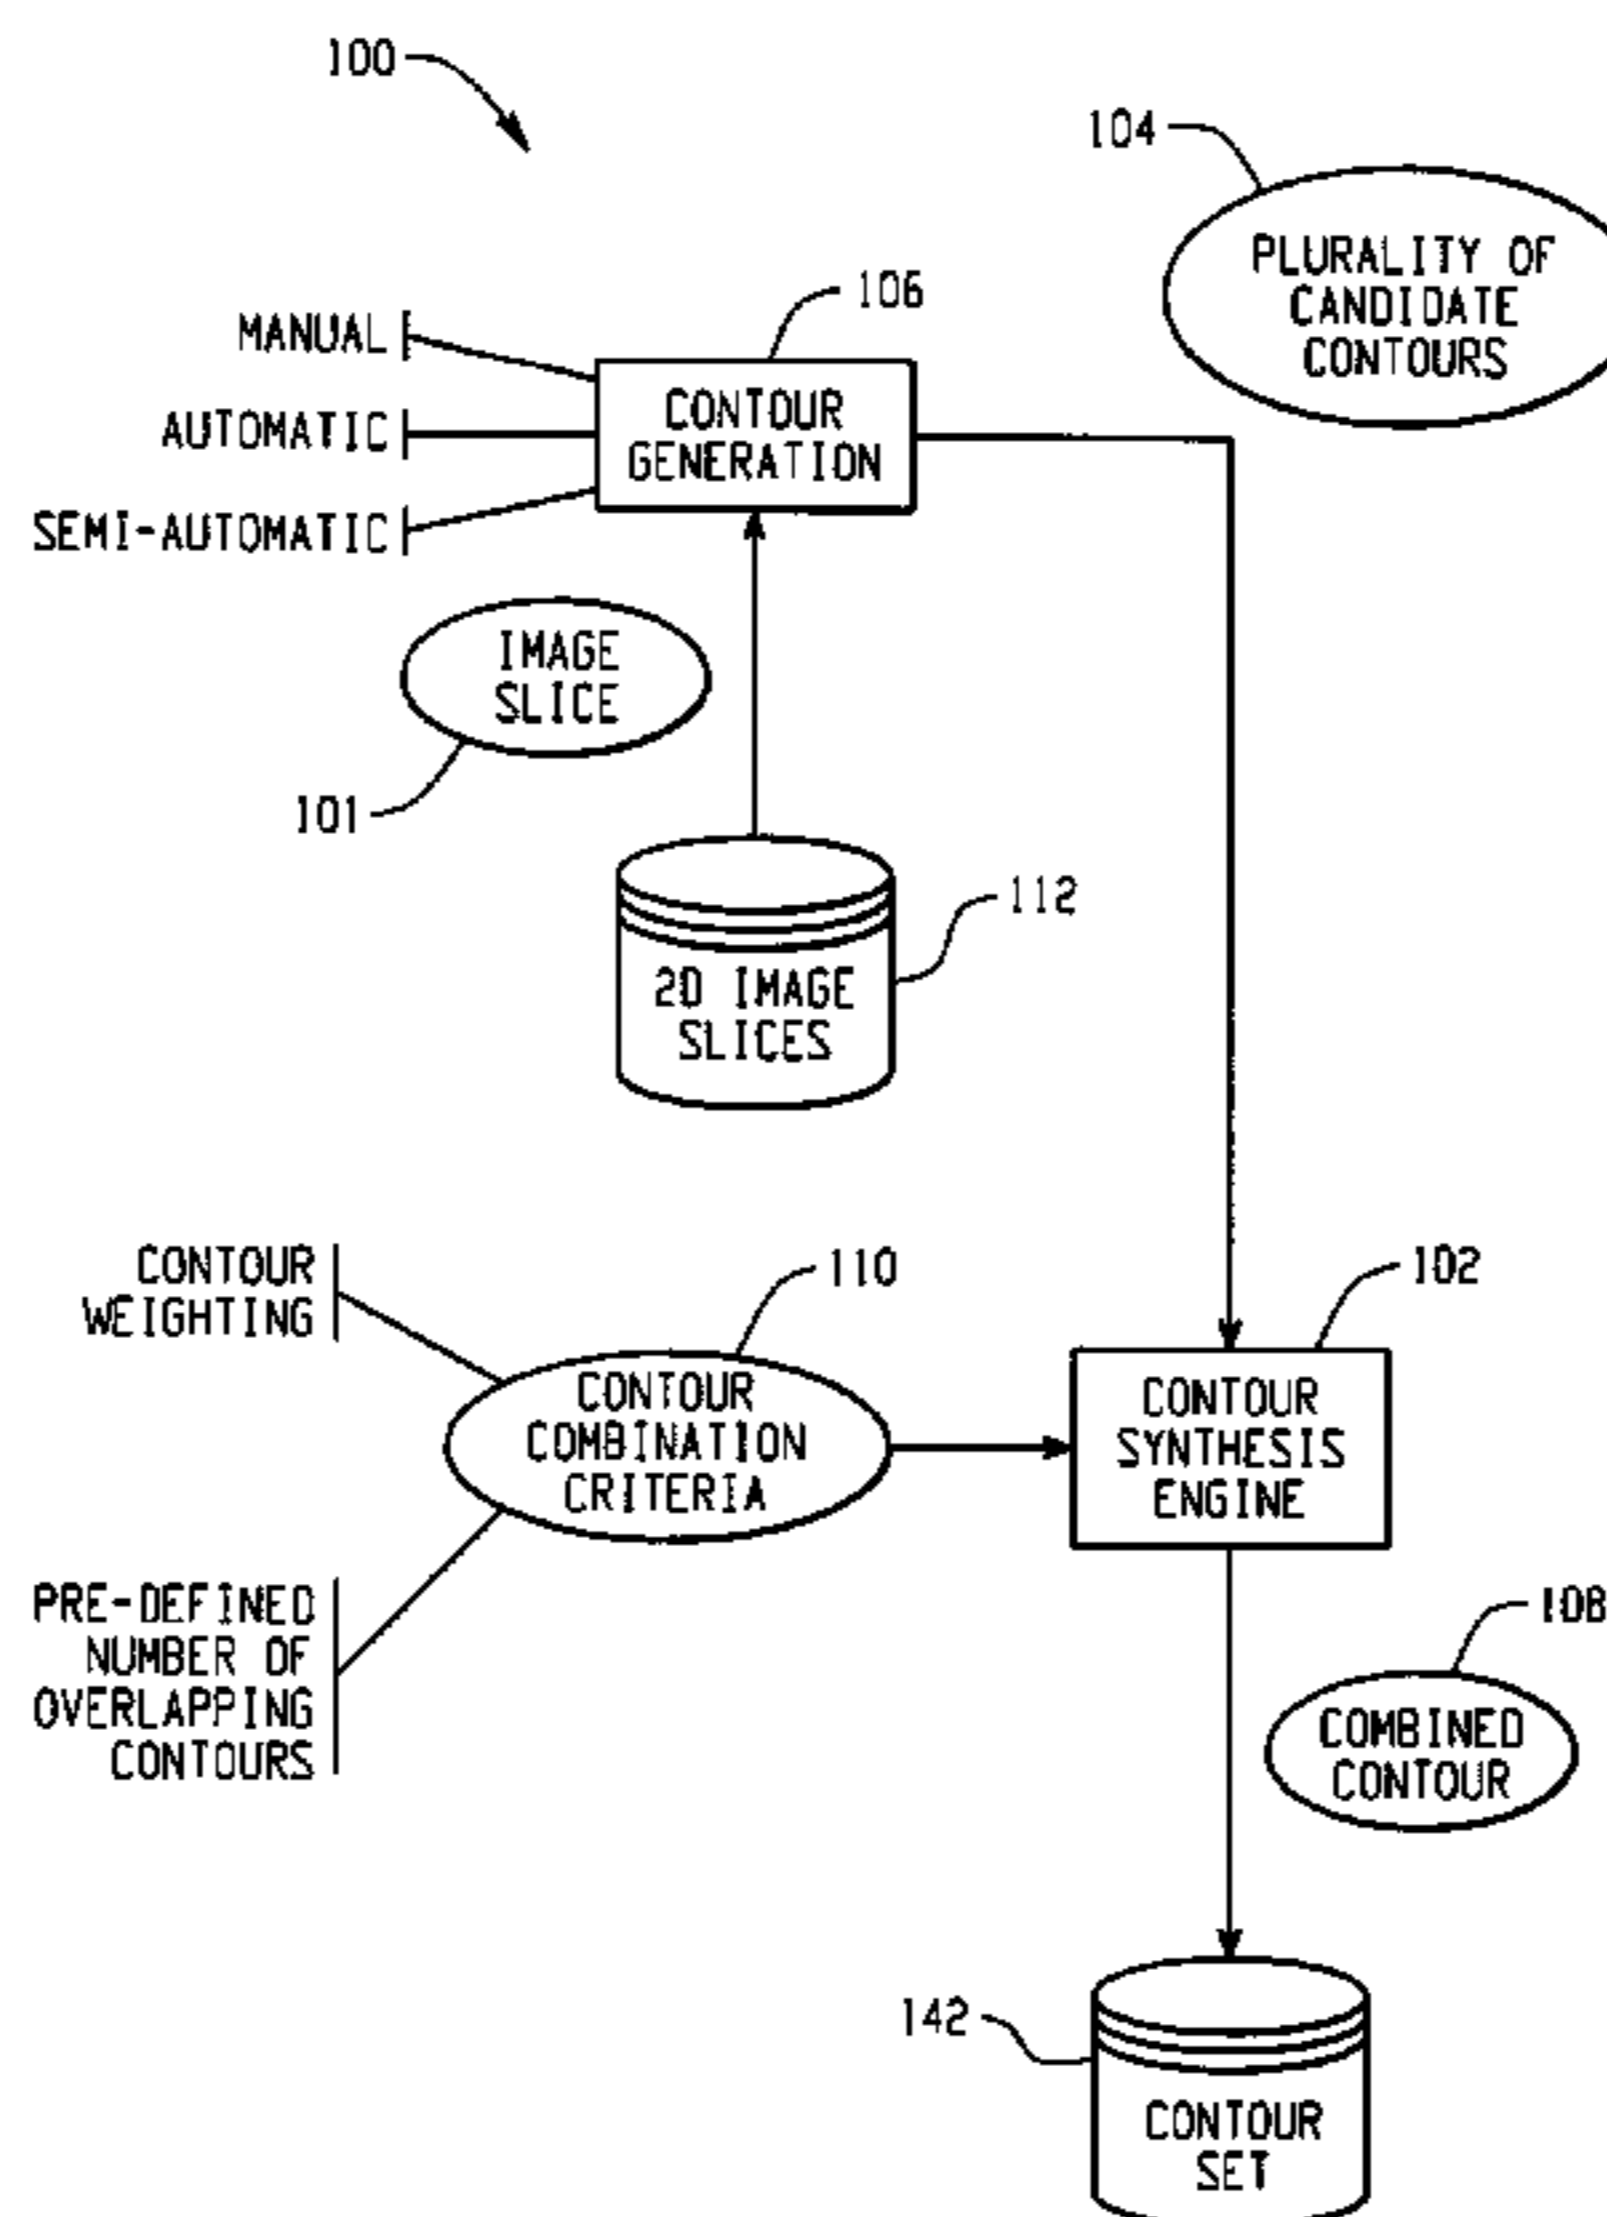 100
104
PLURALITY OF
CANDIDATE
CONTOURS
106
MANUAL
AUTOMATIC
SEMI-AUTOMATIC
CONTOUR
GENERATION
IMAGE
SLICE
101
112
2D IMAGE
SLICES
CONTOUR
WEIGHTING
110
102
CONTOUR
COMBINATION
CRITERIA
CONTOUR
SYNTHESIS
ENGINE
PRE-DEFINED
NUMBER OF
OVERLAPPING
CONTOURS
108
COMBINED
CONTOUR
142
CONTOUR
SET